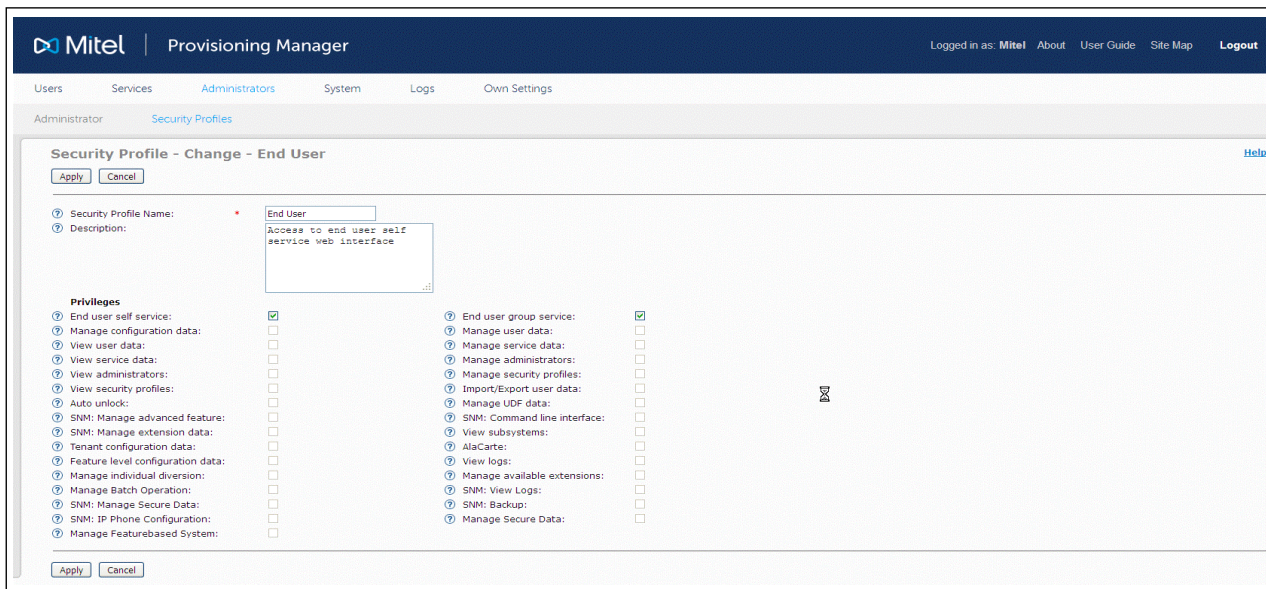 Mitel | Provisioning Manager Logged in as: Mitel About User Guide Site Map Logout
Users Services Administrators System Logs Own Settings
Administrator Security Profiles
Security Profile - Change - End User Help
Apply Cancel
? Security Profile Name: * End User
? Description: Access to end user self
service web interface
Privileges
? End user self service: ? End user group service:
? Manage configuration data: ? Manage user data:
? View user data: ? Manage service data:
? View service data: ? Manage administrators:
? View administrators: ? Manage security profiles:
? View security profiles: ? Import/Export user data:
? Auto unlock: ? Manage UDF data:
? SNM: Manage advanced feature: ? SNM: Command line interface:
? SNM: Manage extension data: ? View subsystems:
? Tenant configuration data: ? AlaCarte:
? Feature level configuration data: ? View logs:
? Manage individual diversion: ? Manage available extensions:
? Manage Batch Operation: ? SNM: View Logs:
? SNM: Manage Secure Data: ? SNM: Backup:
? SNM: IP Phone Configuration: ? Manage Secure Data:
? Manage Featurebased System:
Apply Cancel